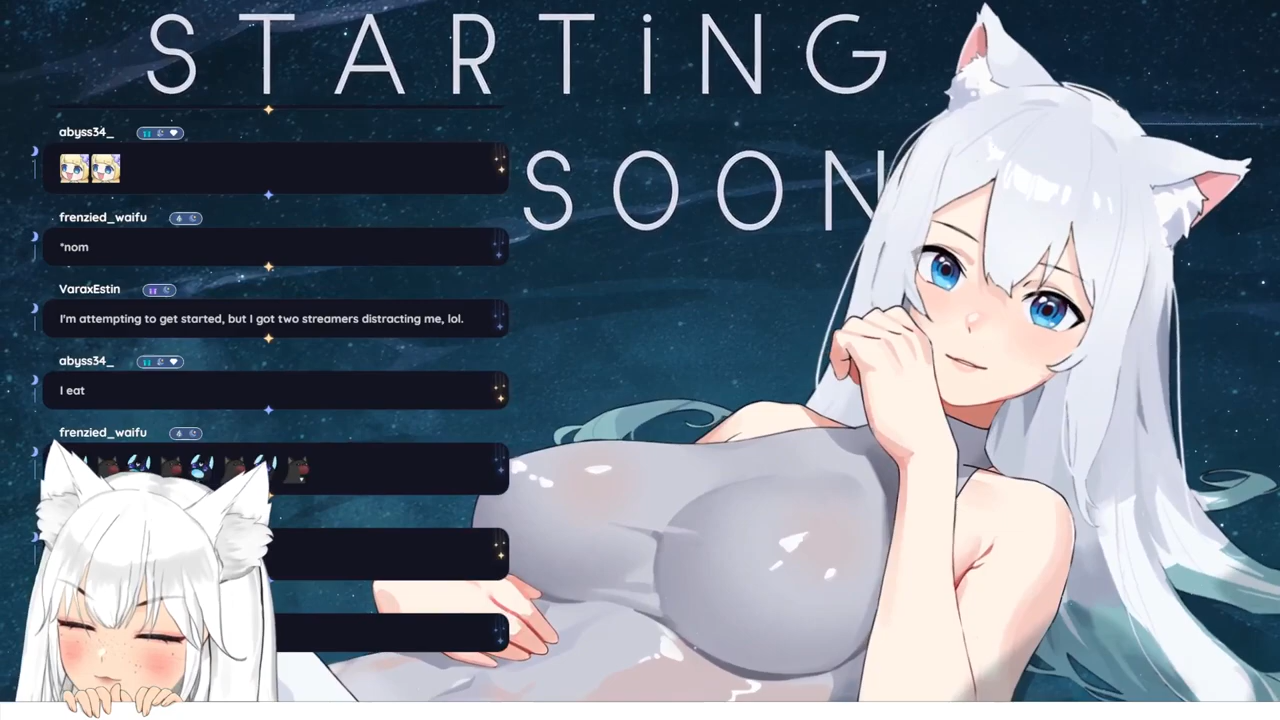 STARTiNG
SOON
abyss34_
frenzied_waifu
*nom
VaraxEstin
I'm attempting to get started, but I got two streamers distracting me, lol.
abyss34_
I eat
frenzied_waifu